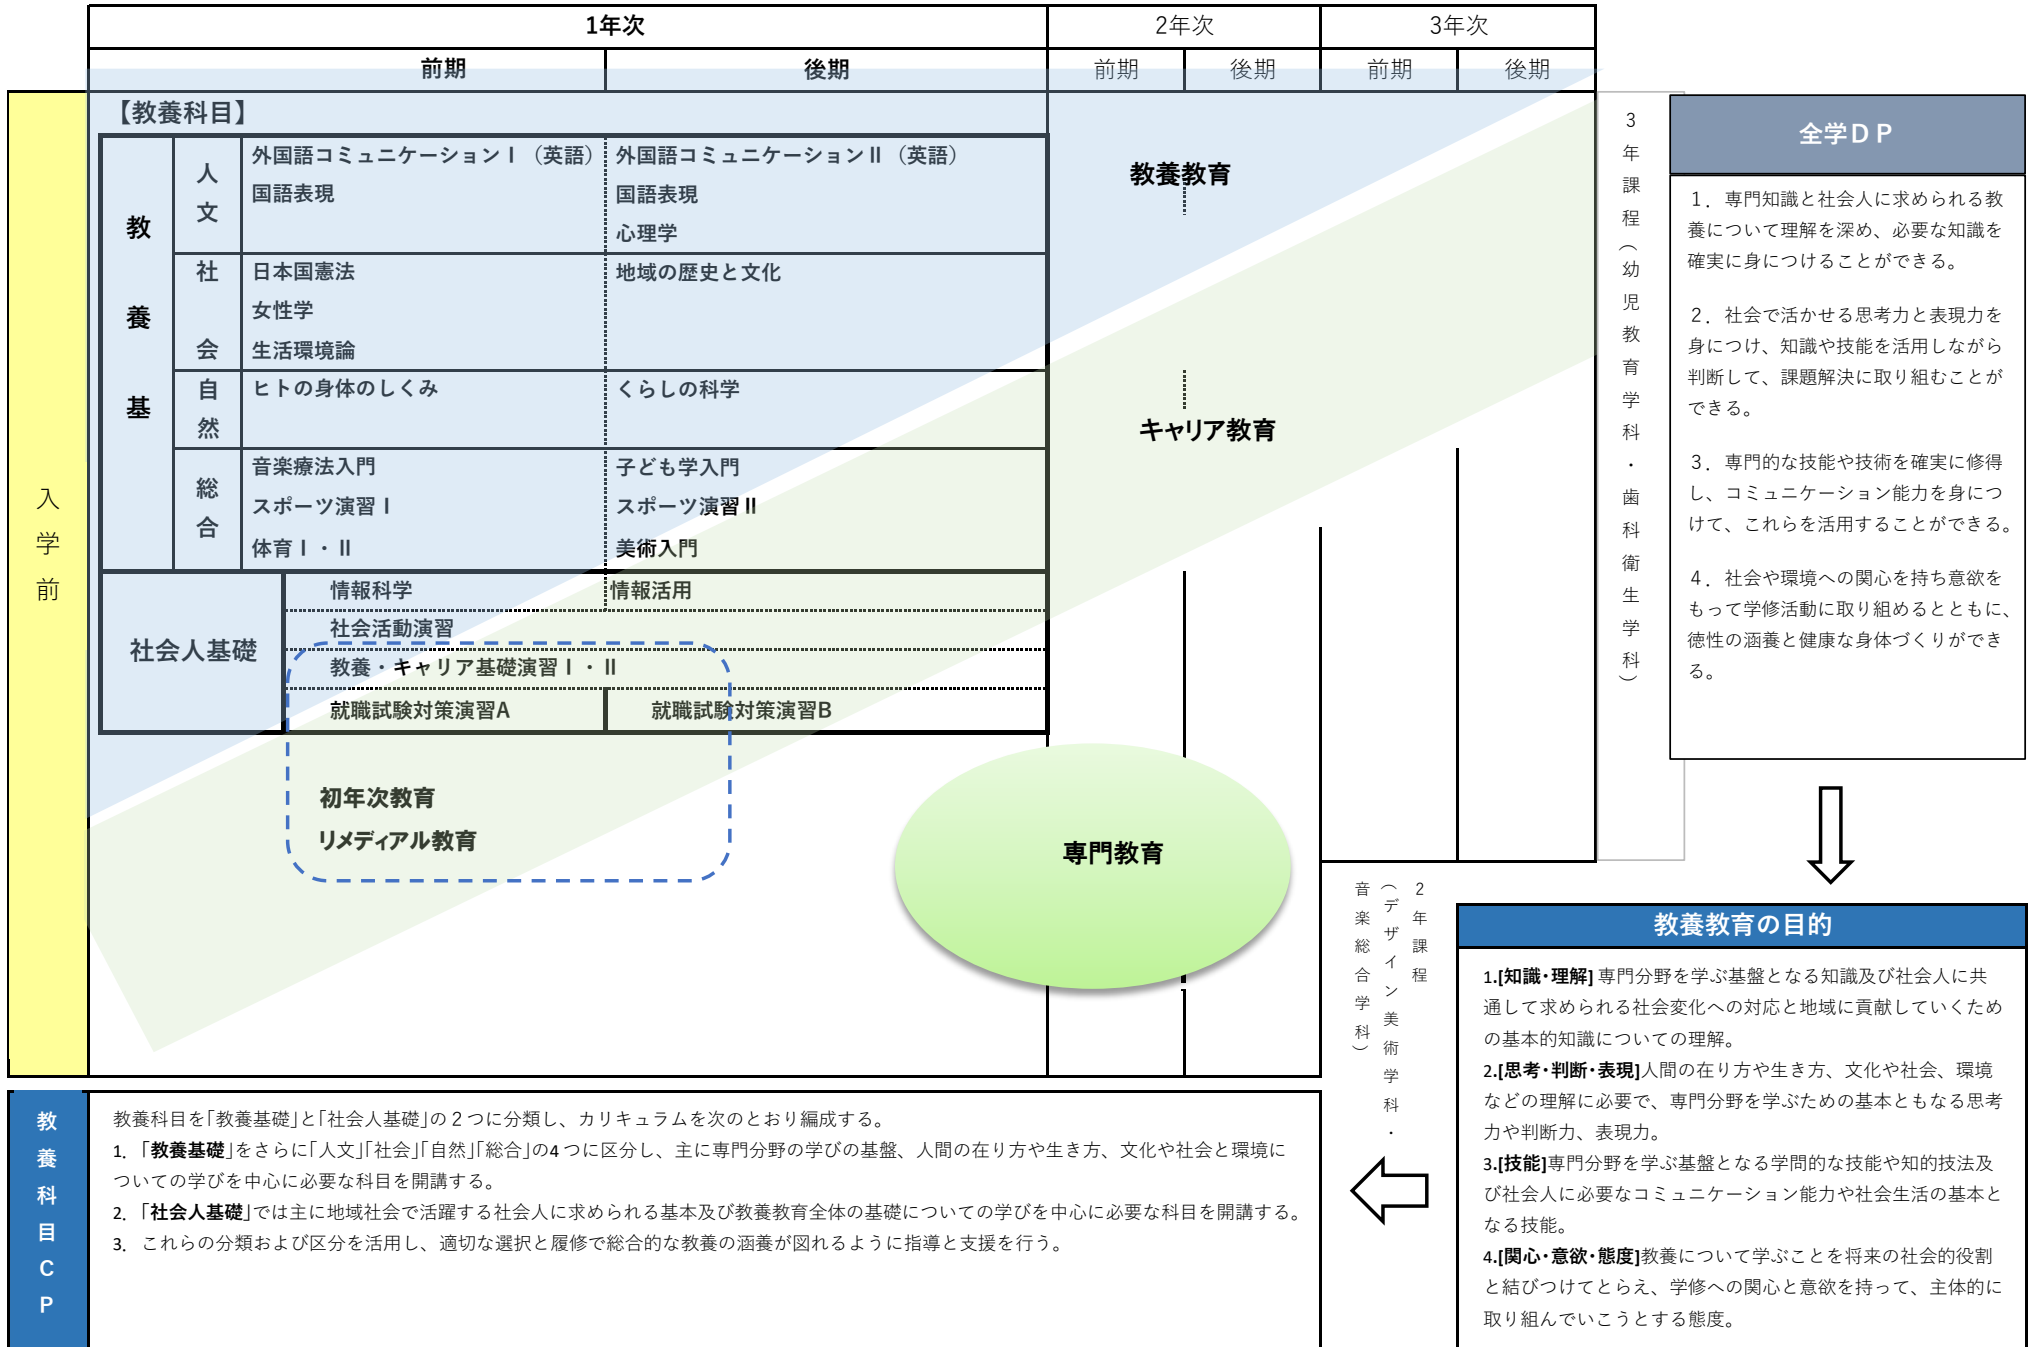 1年次
2年次
3年次
前期
後期
前期
後期
前期
後期
入学前
【教養科目】
教養基
人文
外国語コミュニケーションⅠ（英語）
国語表現
外国語コミュニケーションⅡ（英語）
国語表現
心理学
社会
日本国憲法
女性学
生活環境論
地域の歴史と文化
自然
ヒトの身体のしくみ
くらしの科学
総合
音楽療法入門
スポーツ演習Ⅰ
体育Ⅰ・Ⅱ
子ども学入門
スポーツ演習Ⅱ
美術入門
社会人基礎
情報科学
情報活用
社会活動演習
教養・キャリア基礎演習Ⅰ・Ⅱ
就職試験対策演習A
就職試験対策演習B
初年次教育
リメディアル教育
教養教育
キャリア教育
専門教育
3年課程（幼児教育学科・歯科衛生学科）
2年課程
（デザイン美術学科・
音楽総合学科）
全学ＤＰ
１．専門知識と社会人に求められる教
養について理解を深め、必要な知識を
確実に身につけることができる。
２．社会で活かせる思考力と表現力を
身につけ、知識や技能を活用しながら
判断して、課題解決に取り組むことが
できる。
３．専門的な技能や技術を確実に修得
し、コミュニケーション能力を身につ
けて、これらを活用することができる。
４．社会や環境への関心を持ち意欲を
もって学修活動に取り組めるとともに、
徳性の涵養と健康な身体づくりができ
る。
教養教育の目的
1.[知識・理解] 専門分野を学ぶ基盤となる知識及び社会人に共
通して求められる社会変化への対応と地域に貢献していくため
の基本的知識についての理解。
2.[思考・判断・表現]人間の在り方や生き方、文化や社会、環境
などの理解に必要で、専門分野を学ぶための基本ともなる思考
力や判断力、表現力。
3.[技能]専門分野を学ぶ基盤となる学問的な技能や知的技法及
び社会人に必要なコミュニケーション能力や社会生活の基本と
なる技能。
4.[関心・意欲・態度]教養について学ぶことを将来の社会的役割
と結びつけてとらえ、学修への関心と意欲を持って、主体的に
取り組んでいこうとする態度。
教養科目ＣＰ
教養科目を「教養基礎」と「社会人基礎」の２つに分類し、カリキュラムを次のとおり編成する。
1. 「教養基礎」をさらに「人文」「社会」「自然」「総合」の4つに区分し、主に専門分野の学びの基盤、人間の在り方や生き方、文化や社会と環境に
ついての学びを中心に必要な科目を開講する。
2. 「社会人基礎」では主に地域社会で活躍する社会人に求められる基本及び教養教育全体の基礎についての学びを中心に必要な科目を開講する。
3. これらの分類および区分を活用し、適切な選択と履修で総合的な教養の涵養が図れるように指導と支援を行う。